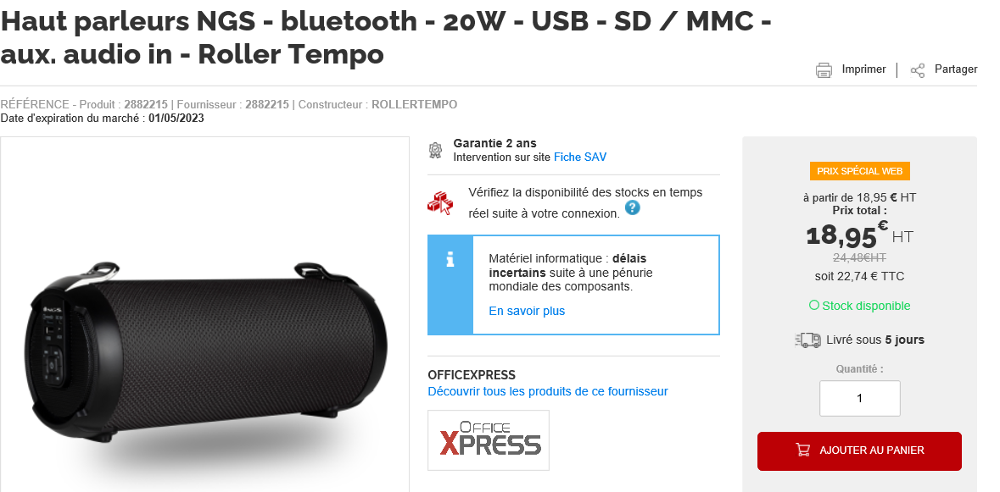 Haut parleurs NGS - bluetooth - 20W - USB - SD / MMC -
aux. audio in - Roller Tempo
Imprimer | Partager
RÉFÉRENCE - Produit : 2882215 | Fournisseur : 2882215 | Constructeur : ROLLERTEMPO
Date d'expiration du marché : 01/05/2023
Garantie 2 ans
Intervention sur site Fiche SAV
Vérifiez la disponibilité des stocks en temps
réel suite à votre connexion. ?
i
Matériel informatique : délais
incertains suite à une pénurie
mondiale des composants.
En savoir plus
OFFICEXPRESS
Découvrir tous les produits de ce fournisseur
OFFICE
XPRESS
NGS
PRIX SPÉCIAL WEB
à partir de 18,95 € HT
Prix total :
18,95€ HT
24,48€HT
soit 22,74 € TTC
Stock disponible
Livré sous 5 jours
Quantité :
1
AJOUTER AU PANIER